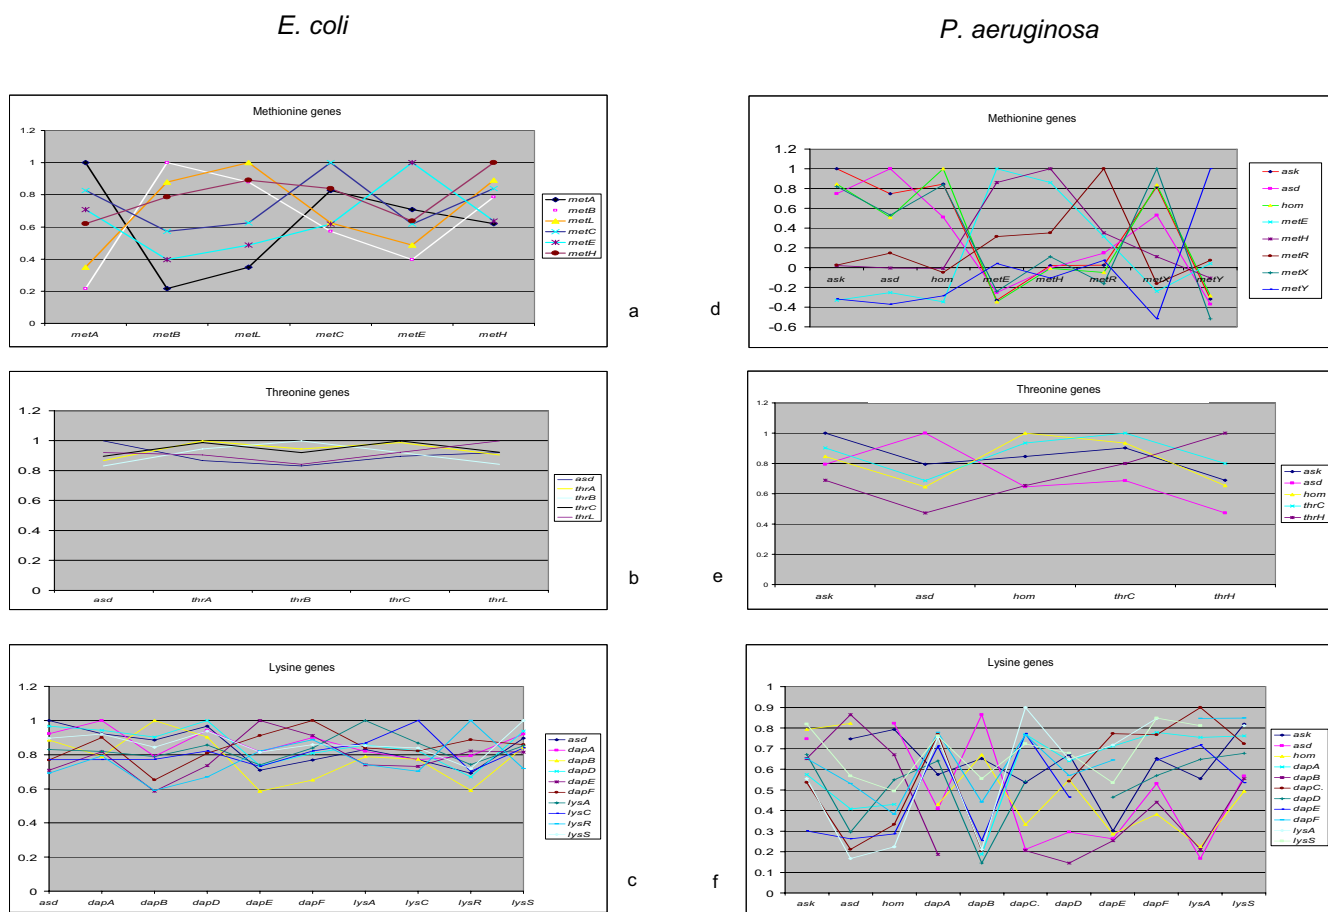 E. coli
P. aeruginosa
Methionine genes
1.2
1
0.8
0.6
0.4
0.2
0
metA metB metL metC metE metH
metA
metB
metL
metC
metE
metH
a
Methionine genes
1.2
1
0.8
0.6
0.4
0.2
0
-0.2
-0.4
-0.6
ask asd hom metE metH metR metX metY
ask
asd
hom
metE
metH
metR
metX
metY
d
Threonine genes
1.2
1
0.8
0.6
0.4
0.2
0
asd thrA thrB thrC thrL
asd
thrA
thrB
thrC
thrL
b
Threonine genes
1.2
1
0.8
0.6
0.4
0.2
0
ask asd hom thrC thrH
ask
asd
hom
thrC
thrH
e
Lysine genes
1.2
1
0.8
0.6
0.4
0.2
0
asd dapA dapB dapD dapE dapF lysA lysC lysR lysS
asd
dapA
dapB
dapD
dapE
dapF
lysA
lysC
lysR
lysS
c
Lysine genes
1
0.9
0.8
0.7
0.6
0.5
0.4
0.3
0.2
0.1
0
ask asd hom dapA dapB dapC. dapD dapE dapF lysA lysS
ask
asd
hom
dapA
dapB
dapC.
dapD
dapE
dapF
lysA
lysS
f